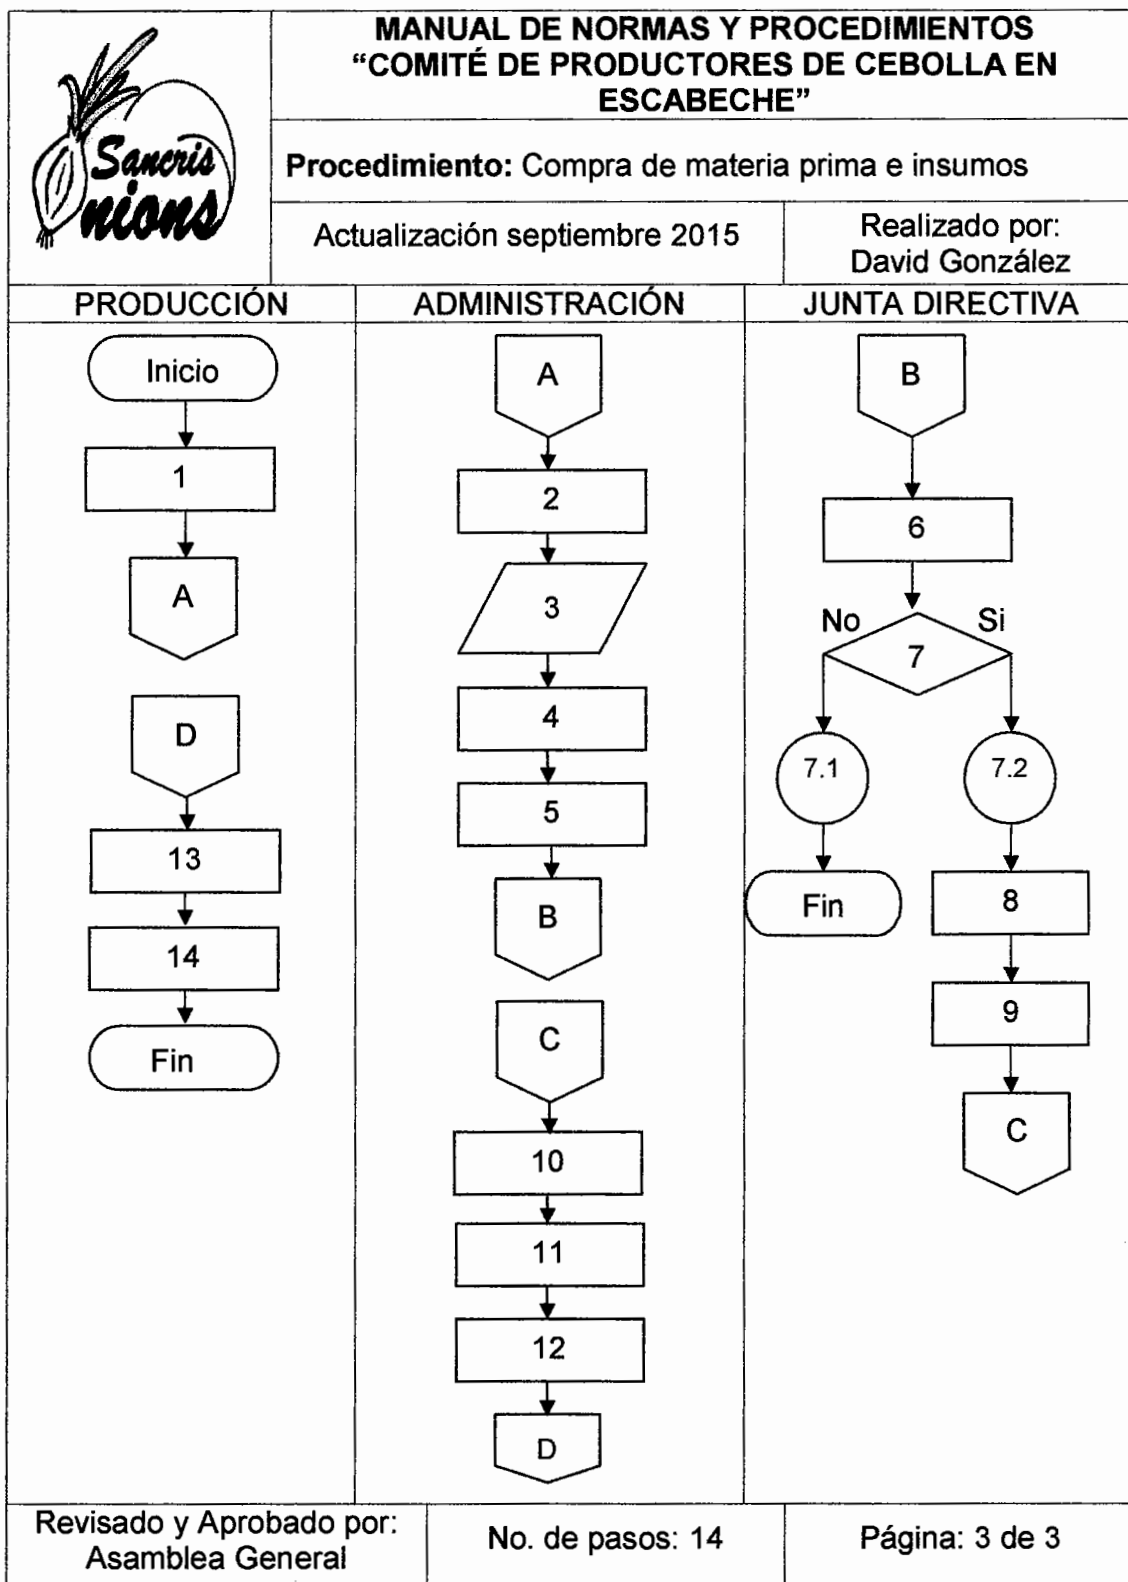 Sancris
nions
MANUAL DE NORMAS Y PROCEDIMIENTOS
“COMITÉ DE PRODUCTORES DE CEBOLLA EN
ESCABECHE”
Procedimiento: Compra de materia prima e insumos
Actualización septiembre 2015
Realizado por:
David González
PRODUCCIÓN
Inicio
1
A
D
13
14
Fin
ADMINISTRACIÓN
A
2
3
4
5
B
C
10
11
12
D
JUNTA DIRECTIVA
B
6
No
Si
7
7.1
7.2
Fin
8
9
C
Revisado y Aprobado por:
Asamblea General
No. de pasos: 14
Página: 3 de 3